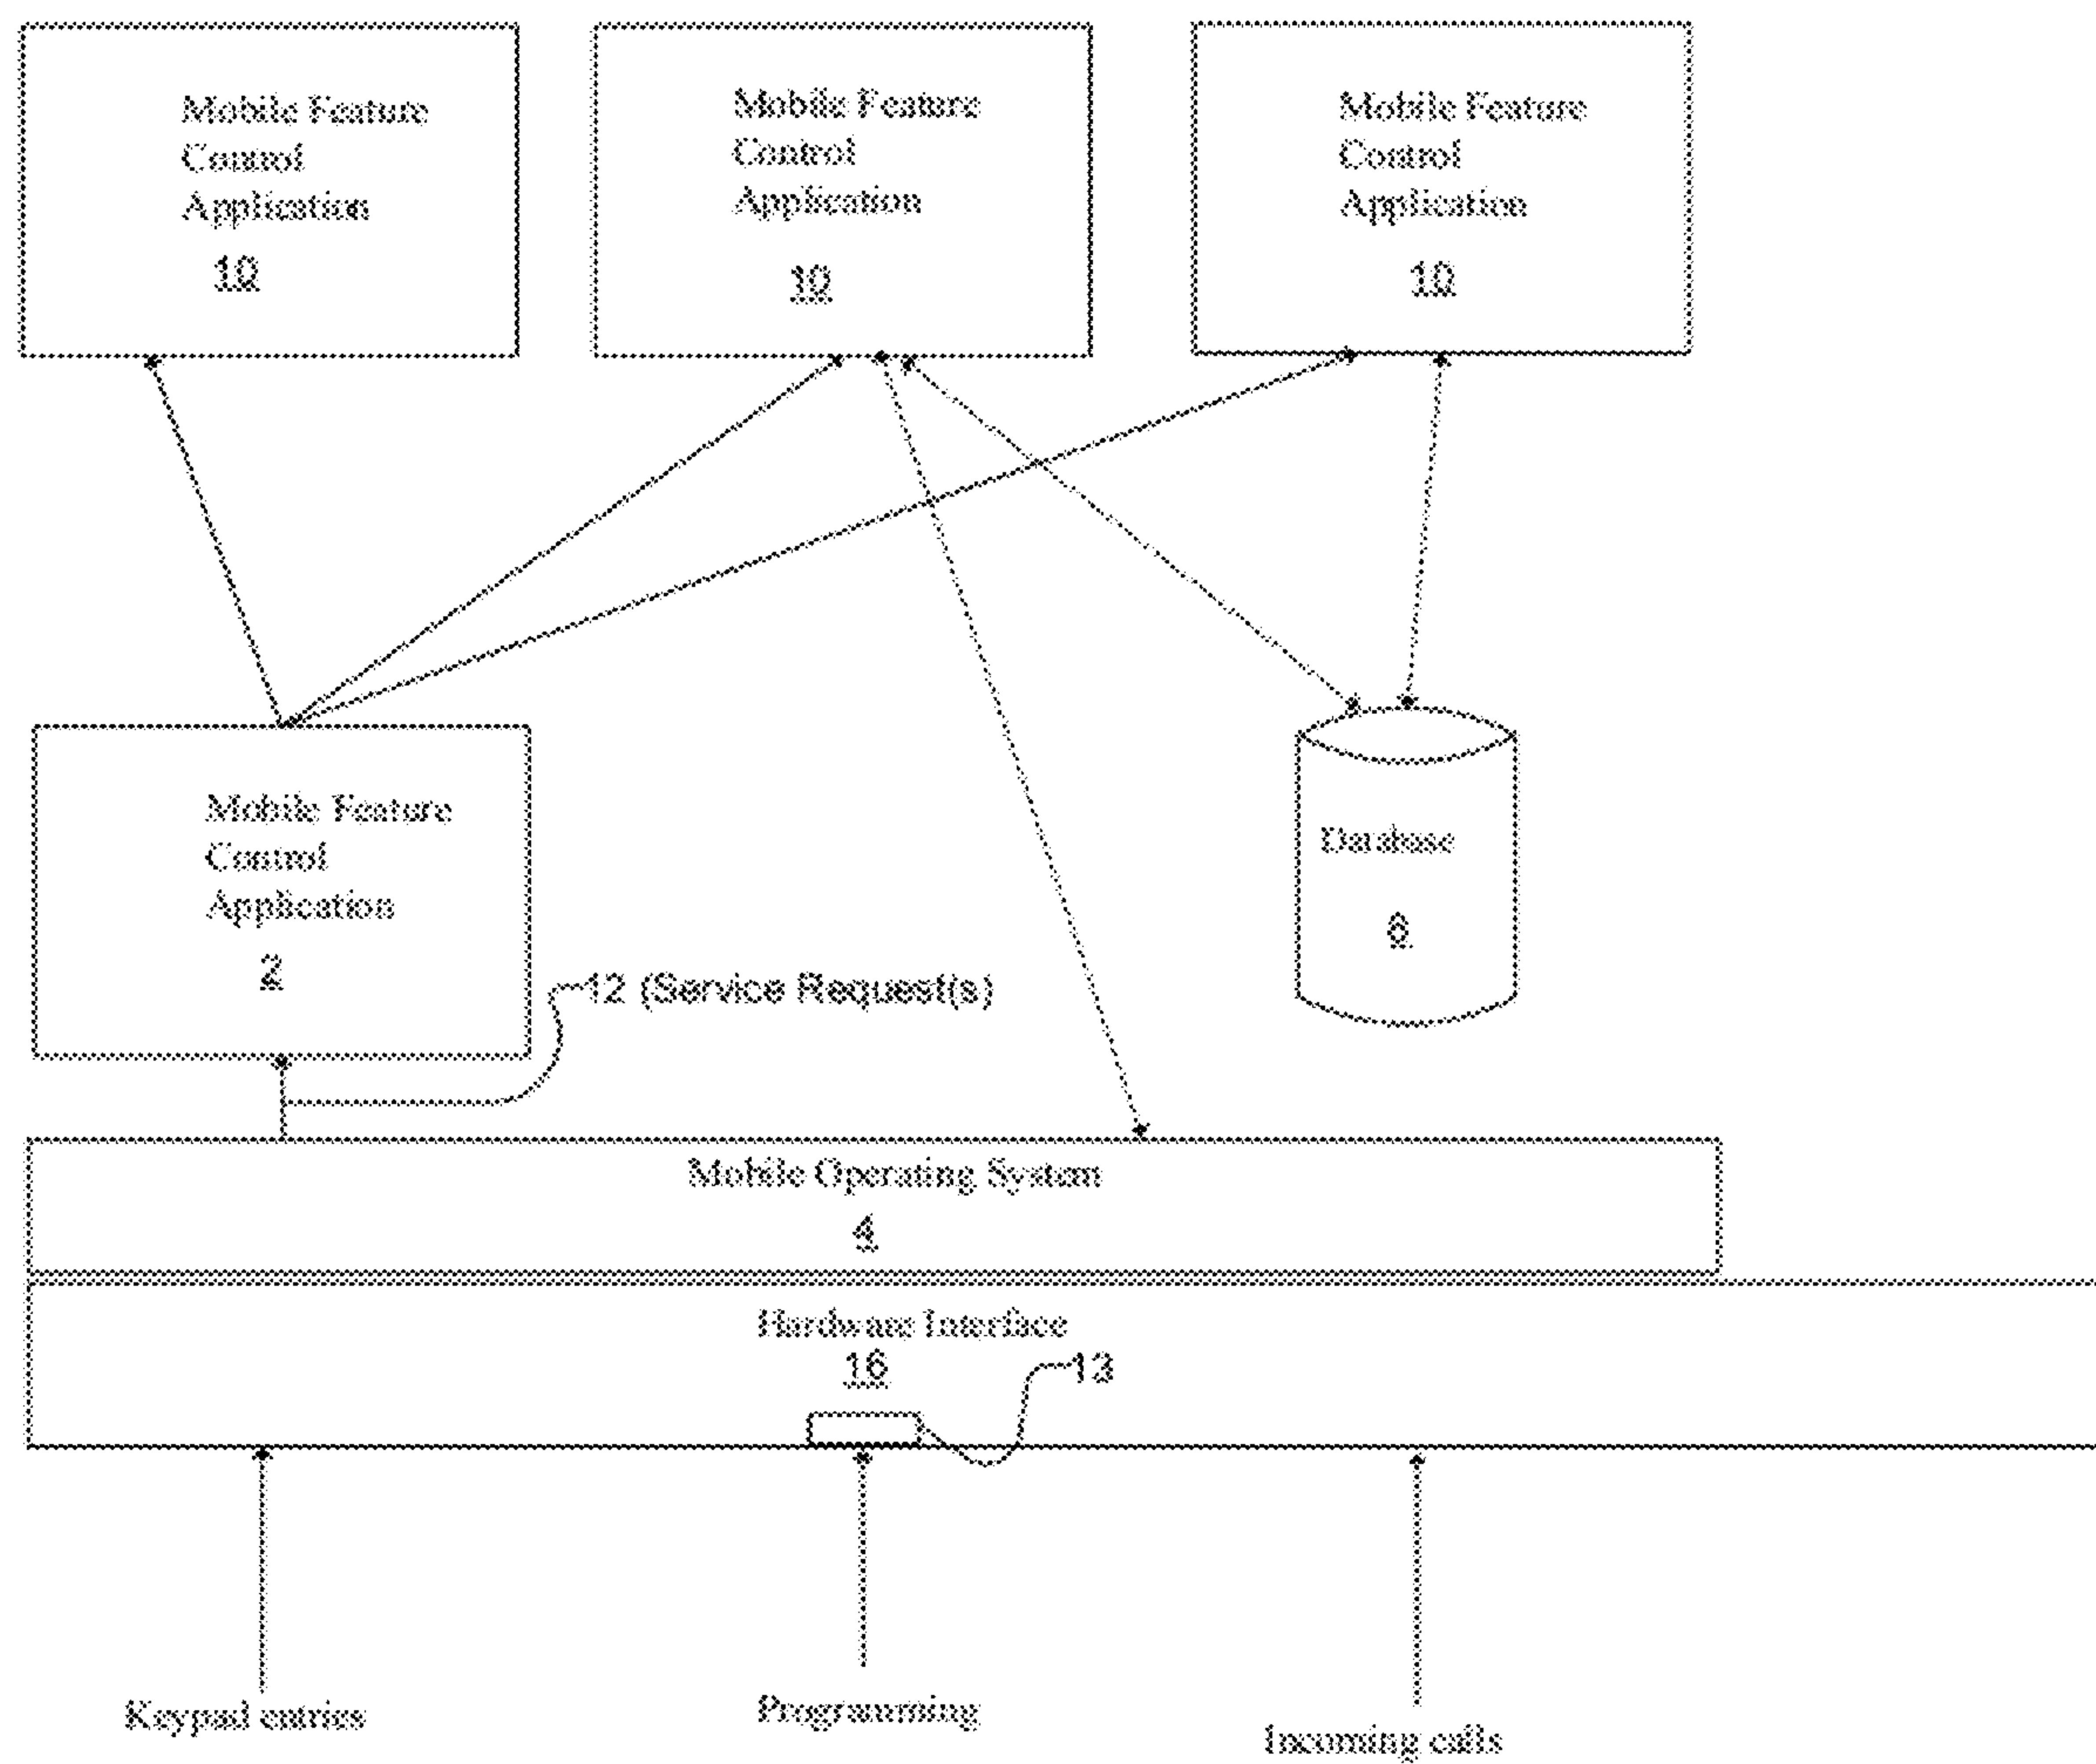 Mobile Feature
Control
Application
10
Mobile Feature
Control
Application
10
Mobile Feature
Control
Application
10
Mobile Feature
Control
Application
2
Database
12 (Service Request(s)
Mobile Operating System
4
Hardware Interface
16
13
Keypad entries
Programming
Incoming calls